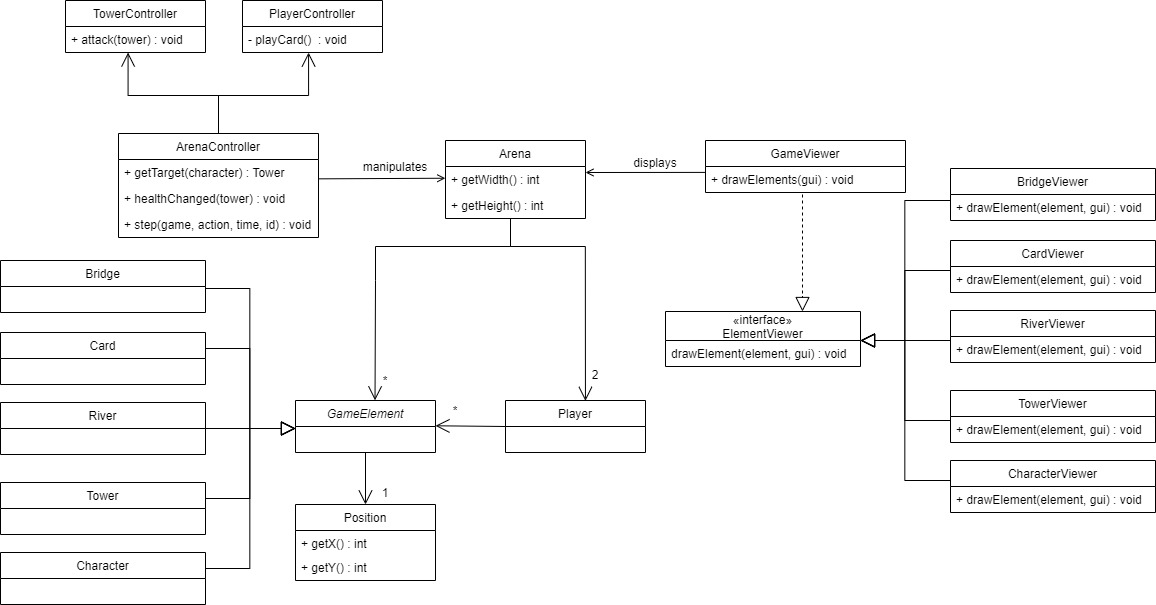 TowerController
+ attack(tower) : void
PlayerController
- playCard()  : void
ArenaController
+ getTarget(character) : Tower
+ healthChanged(tower) : void
+ step(game, action, time, id) : void
manipulates
Arena
+ getWidth() : int
+ getHeight() : int
displays
GameViewer
+ drawElements(gui) : void
BridgeViewer
+ drawElement(element, gui) : void
CardViewer
+ drawElement(element, gui) : void
RiverViewer
+ drawElement(element, gui) : void
TowerViewer
+ drawElement(element, gui) : void
CharacterViewer
+ drawElement(element, gui) : void
«interface»
ElementViewer
drawElement(element, gui) : void
Bridge
Card
River
Tower
Character
*
2
GameElement
*
Player
1
Position
+ getX() : int
+ getY() : int